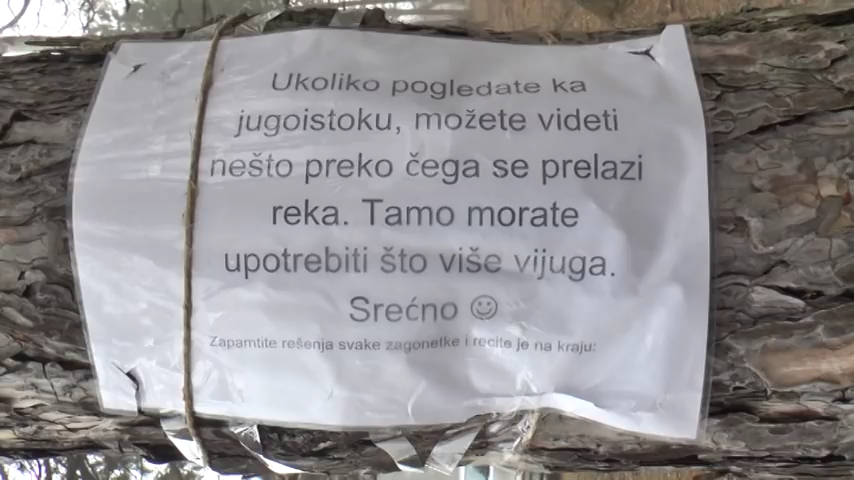 Ukoliko pogledate ka
jugoistoku, možete videti
nešto preko čega se prelazi
reka. Tamo morate
upotrebiti što više vijuga.
Srećno ☺
Zapamtite rešenja svake zagonetke i recite je na kraju: